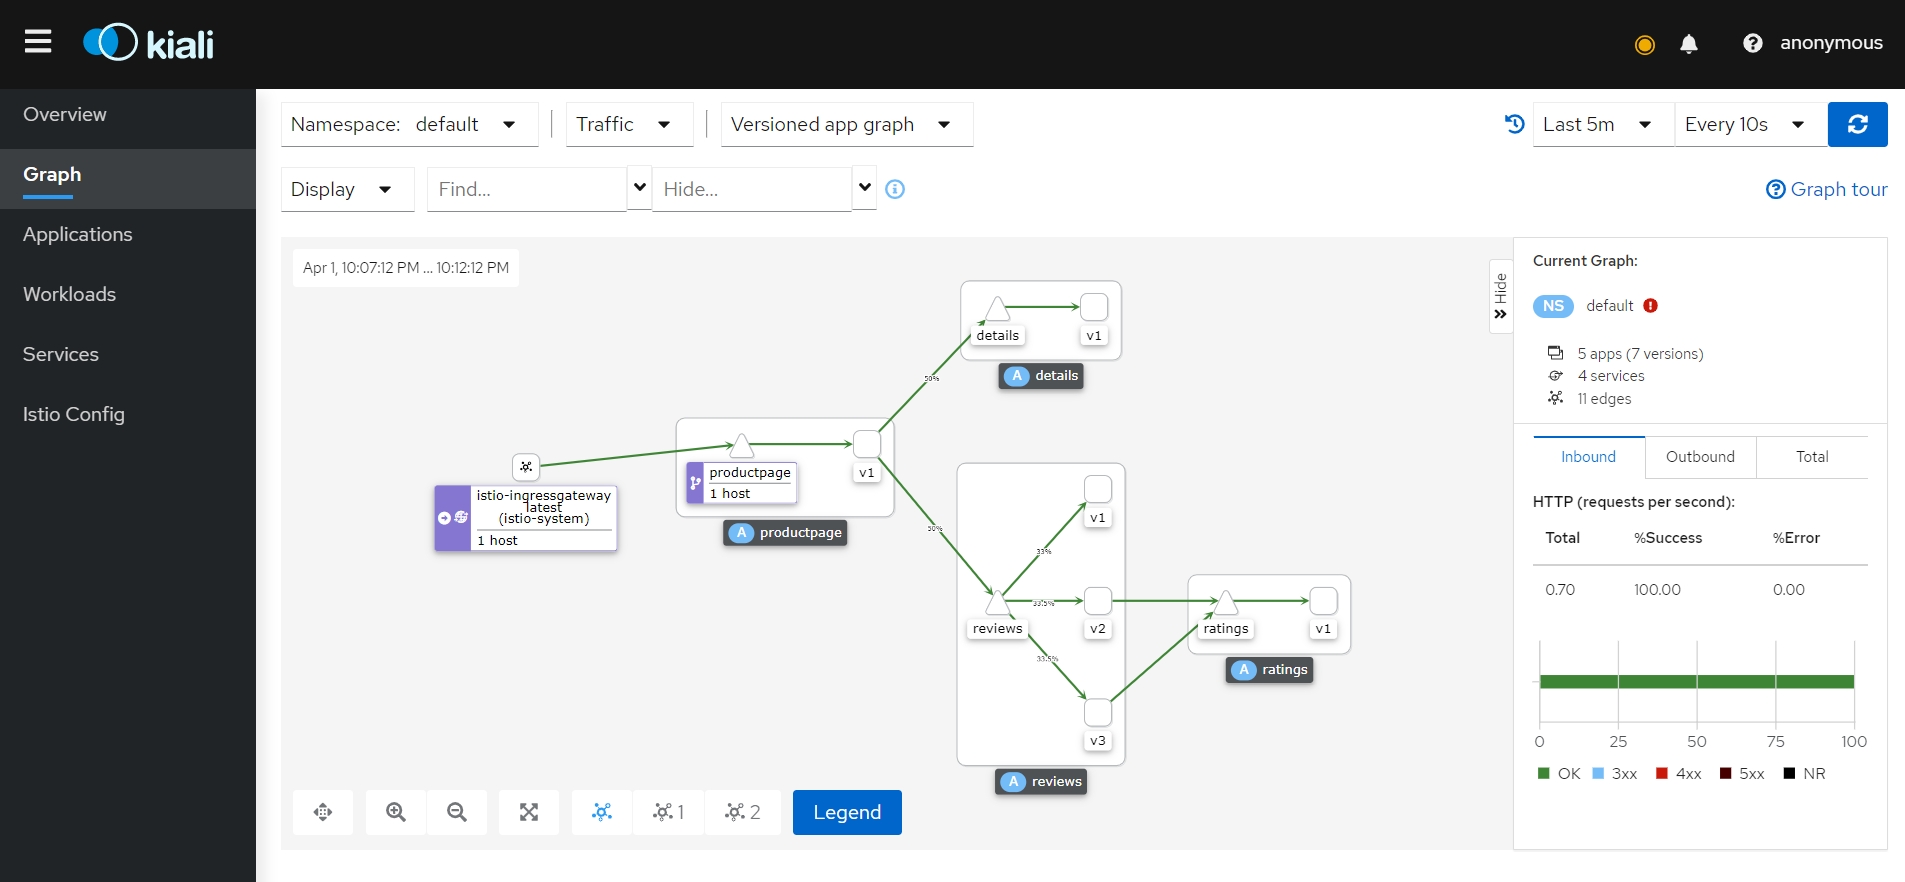 kiali
anonymous
Overview
Graph
Applications
Workloads
Services
Istio Config
Namespace: default
Traffic
Versioned app graph
Last 5m
Every 10s
Display
Find...
Hide...
Graph tour
Apr 1, 10:07:12 PM ... 10:12:12 PM
Hide
details
v1
A details
50%
productpage
1 host
v1
A productpage
istio-ingressgateway
latest
(istio-system)
1 host
50%
v1
33%
reviews
33.5%
v2
33.5%
v3
A reviews
ratings
v1
A ratings
1
2
Legend
Current Graph:
NS default
5 apps (7 versions)
4 services
11 edges
Inbound
Outbound
Total
HTTP (requests per second):
Total %Success %Error
0.70 100.00 0.00
0 25 50 75 100
OK 3xx 4xx 5xx NR